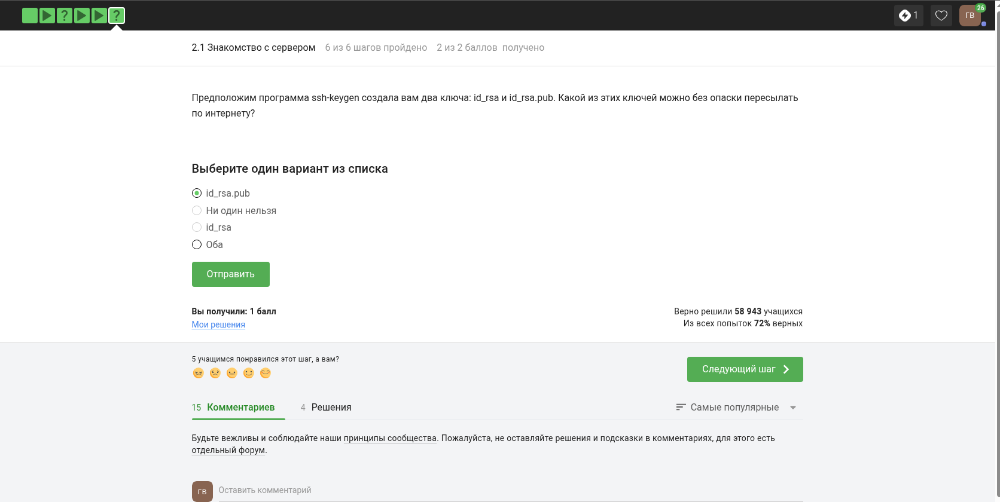 ?
?
1
ГВ
26
2.1 Знакомство с сервером 6 из 6 шагов пройдено 2 из 2 баллов получено
Предположим программа ssh-keygen создала вам два ключа: id_rsa и id_rsa.pub. Какой из этих ключей можно без опаски пересылать
по интернету?
Выберите один вариант из списка
id_rsa.pub
Ни один нельзя
id_rsa
Оба
Отправить
Вы получили: 1 балл
Мои решения
Верно решили 58 943 учащихся
Из всех попыток 72% верных
5 учащимся понравился этот шаг, а вам?
Следующий шаг
15 Комментариев 4 Решения Самые популярные
Будьте вежливы и соблюдайте наши принципы сообщества. Пожалуйста, не оставляйте решения и подсказки в комментариях, для этого есть
отдельный форум.
ГВ Оставить комментарий